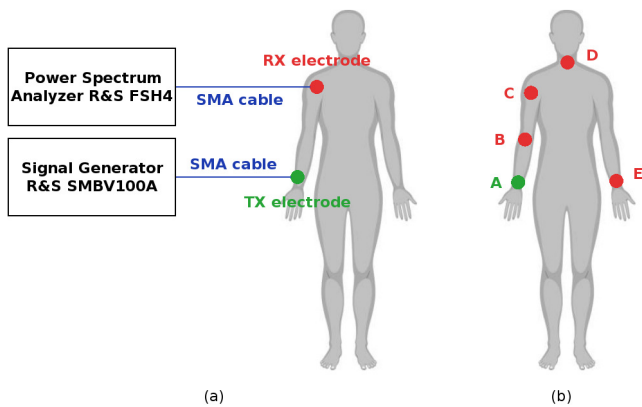 RX electrode
Power Spectrum
Analyzer R&S FSH4
SMA cable
Signal Generator
R&S SMBV100A
SMA cable
TX electrode
D
C
B
A
E
(a)
(b)